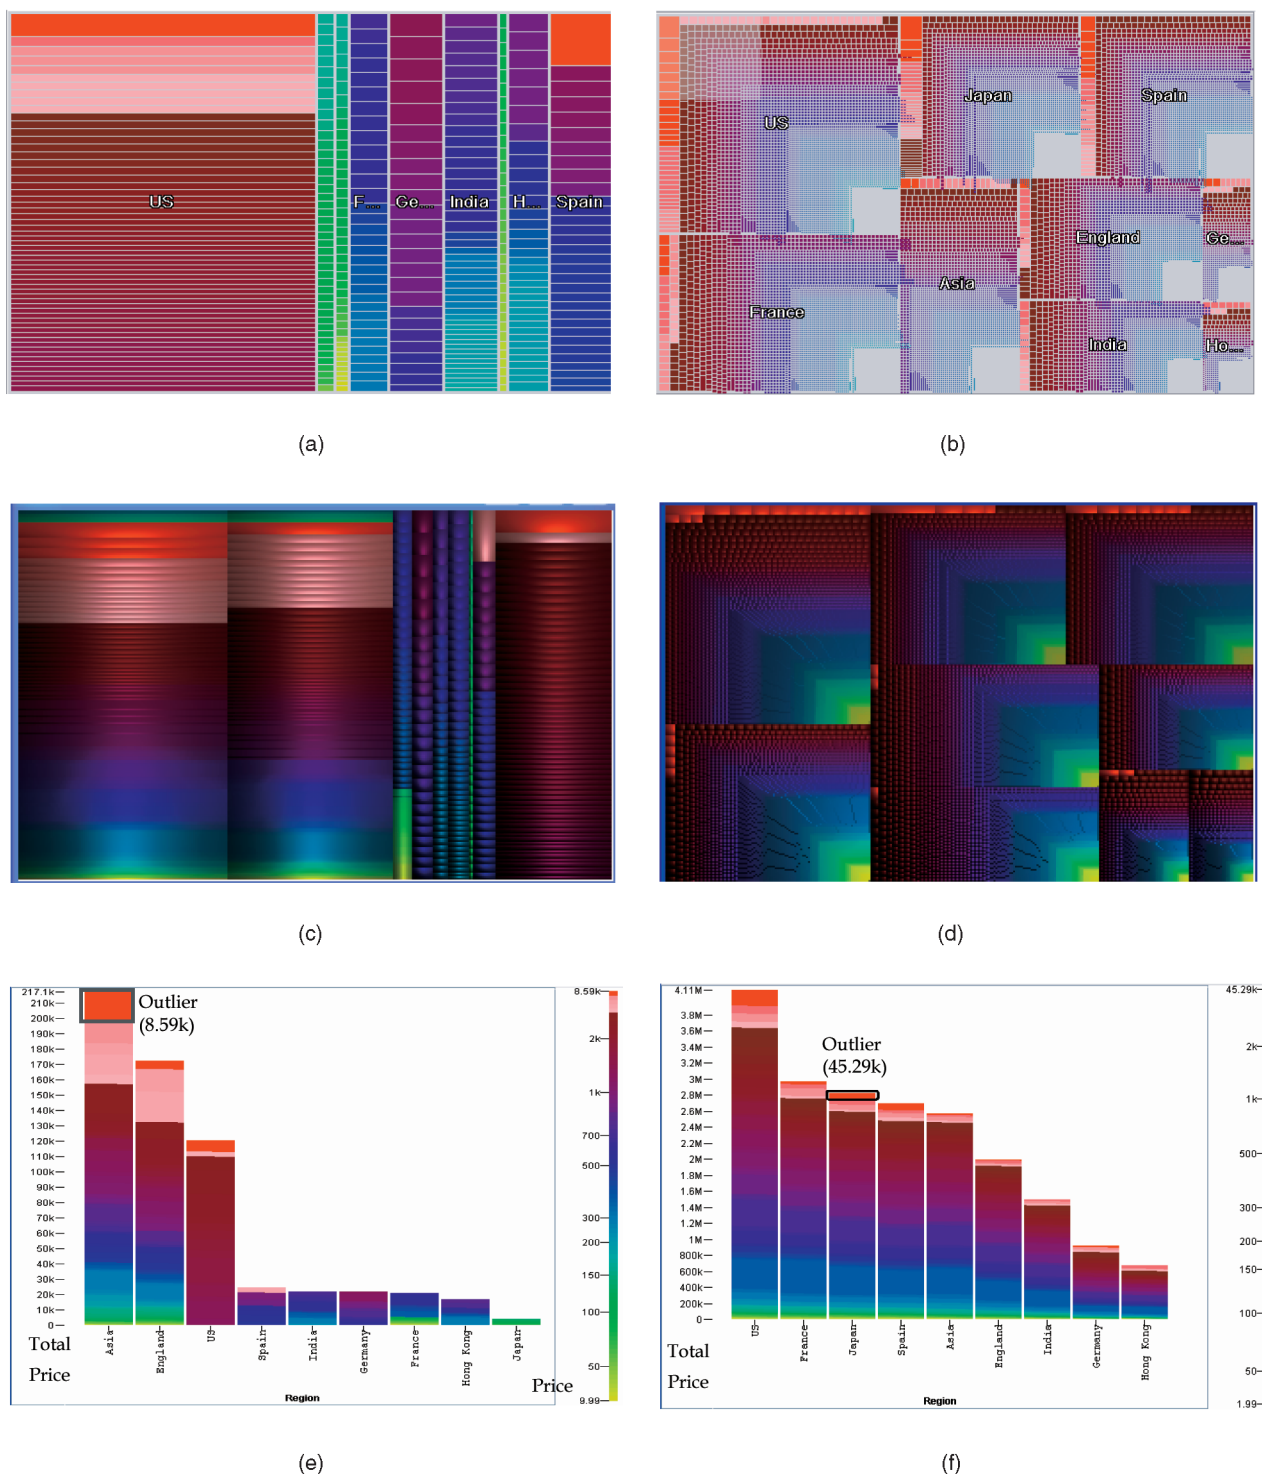 US
F...
Ge...
India
H...
Spain
(a)
US
Japan
Spain
England
Ge...
Asia
France
India
Ho...
(b)
(c)
(d)
217.1k
210k
200k
190k
180k
170k
160k
150k
140k
130k
120k
110k
100k
90k
80k
70k
60k
50k
40k
30k
20k
10k
0
Outlier
(8.59k)
Total
Price
Asia
England
US
Spain
India
Germany
France
Hong Kong
Japan
Region
8.59k
2k
1k
700
500
300
200
150
100
50
9.99
Price
(e)
4.11M
3.8M
3.6M
3.4M
3.2M
3M
2.8M
2.6M
2.4M
2.2M
2M
1.8M
1.6M
1.4M
1.2M
1M
800k
600k
400k
200k
0
Outlier
(45.29k)
Total
Price
US
France
Japan
Spain
Asia
England
India
Germany
Hong Kong
Region
45.29k
2k
1k
500
300
200
150
100
50
1.99
(f)